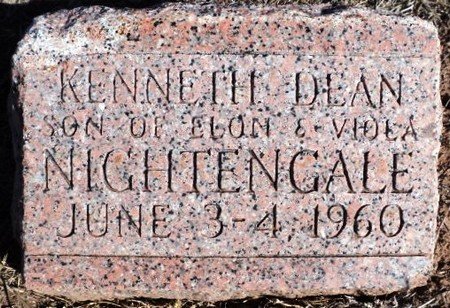 KENNETH DEAN
SON OF ELON & VIOLA
NIGHTENGALE
JUNE 3-4, 1960